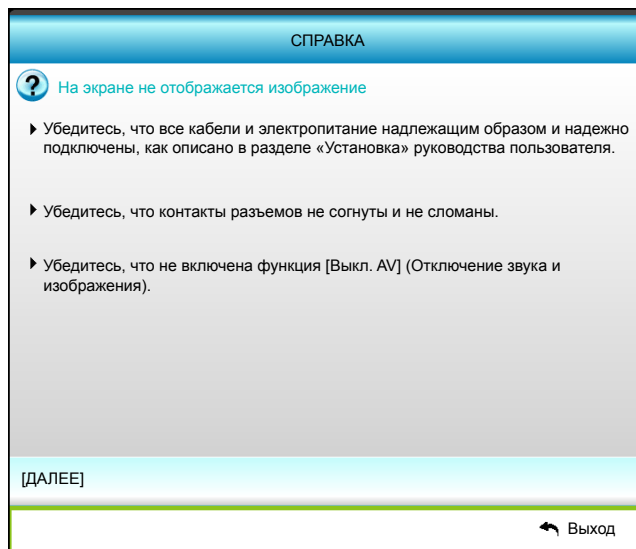 СПРАВКА
? На экране не отображается изображение
Убедитесь, что все кабели и электропитание надлежащим образом и надежно
подключены, как описано в разделе «Установка» руководства пользователя.
Убедитесь, что контакты разъемов не согнуты и не сломаны.
Убедитесь, что не включена функция [Выкл. AV] (Отключение звука и
изображения).
[ДАЛЕЕ]
Выход